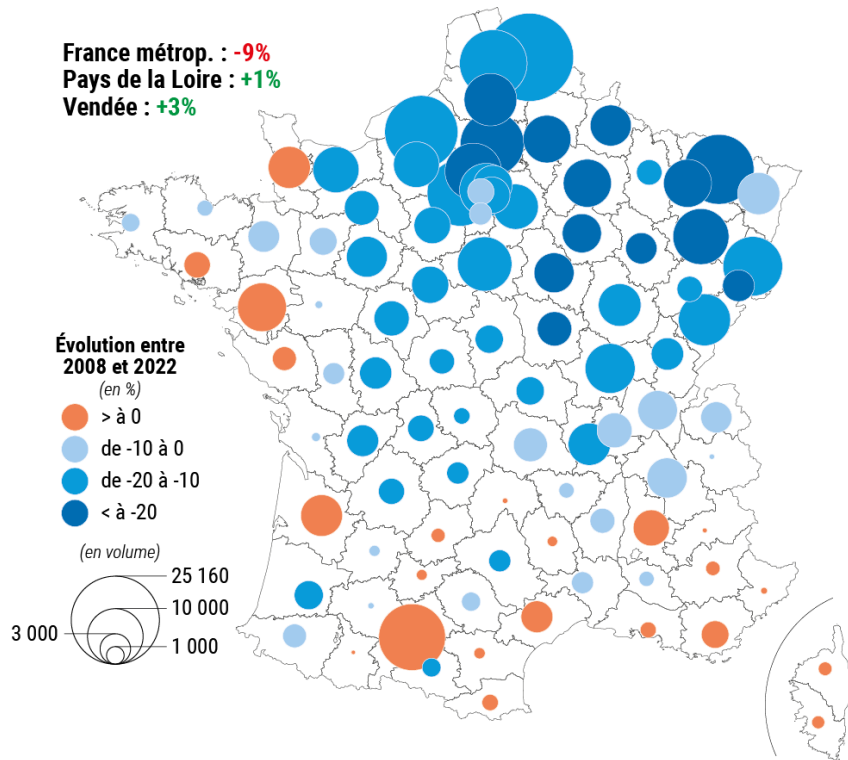 France métrop. : -9%
Pays de la Loire : +1%
Vendée : +3%
Évolution entre
2008 et 2022
(en %)
> à 0
de -10 à 0
de -20 à -10
< à -20
(en volume)
25 160
10 000
3 000
1 000